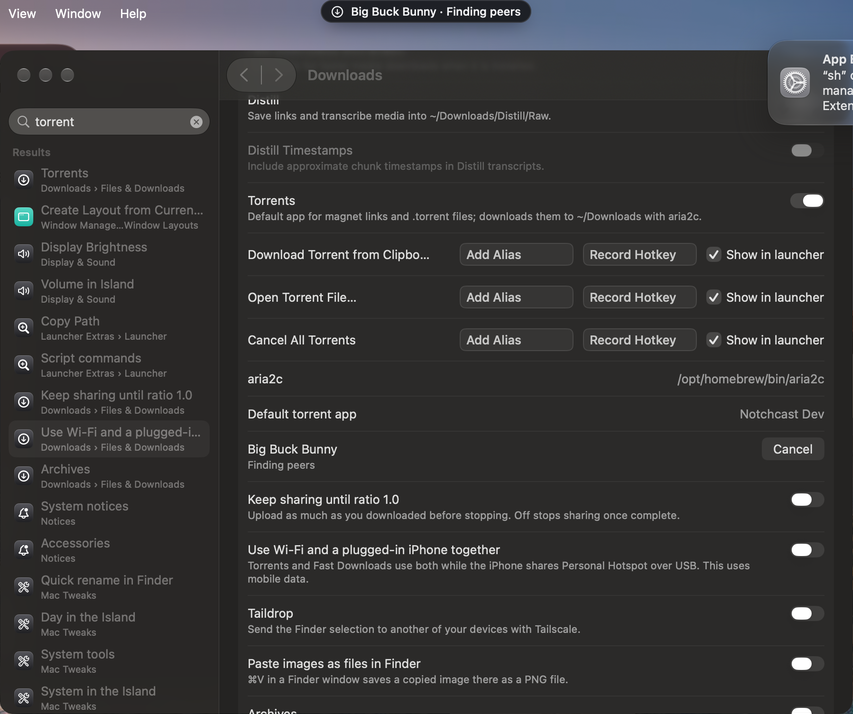 View Window Help
Big Buck Bunny · Finding peers
Downloads
App
"sh"
mana
Exten
torrent
Results
Torrents
Downloads › Files & Downloads
Create Layout from Curren...
Window Manage...Window Layouts
Display Brightness
Display & Sound
Volume in Island
Display & Sound
Copy Path
Launcher Extras › Launcher
Script commands
Launcher Extras › Launcher
Keep sharing until ratio 1.0
Downloads › Files & Downloads
Use Wi-Fi and a plugged-i...
Downloads › Files & Downloads
Archives
Downloads › Files & Downloads
System notices
Notices
Accessories
Notices
Quick rename in Finder
Mac Tweaks
Day in the Island
Mac Tweaks
System tools
Mac Tweaks
System in the Island
Mac Tweaks
Distill
Save links and transcribe media into ~/Downloads/Distill/Raw.
Distill Timestamps
Include approximate chunk timestamps in Distill transcripts.
Torrents
Default app for magnet links and .torrent files; downloads them to ~/Downloads with aria2c.
Download Torrent from Clipbo... Add Alias Record Hotkey Show in launcher
Open Torrent File... Add Alias Record Hotkey Show in launcher
Cancel All Torrents Add Alias Record Hotkey Show in launcher
aria2c /opt/homebrew/bin/aria2c
Default torrent app Notchcast Dev
Big Buck Bunny Cancel
Finding peers
Keep sharing until ratio 1.0
Upload as much as you downloaded before stopping. Off stops sharing once complete.
Use Wi-Fi and a plugged-in iPhone together
Torrents and Fast Downloads use both while the iPhone shares Personal Hotspot over USB. This uses
mobile data.
Taildrop
Send the Finder selection to another of your devices with Tailscale.
Paste images as files in Finder
⌘V in a Finder window saves a copied image there as a PNG file.
Archives